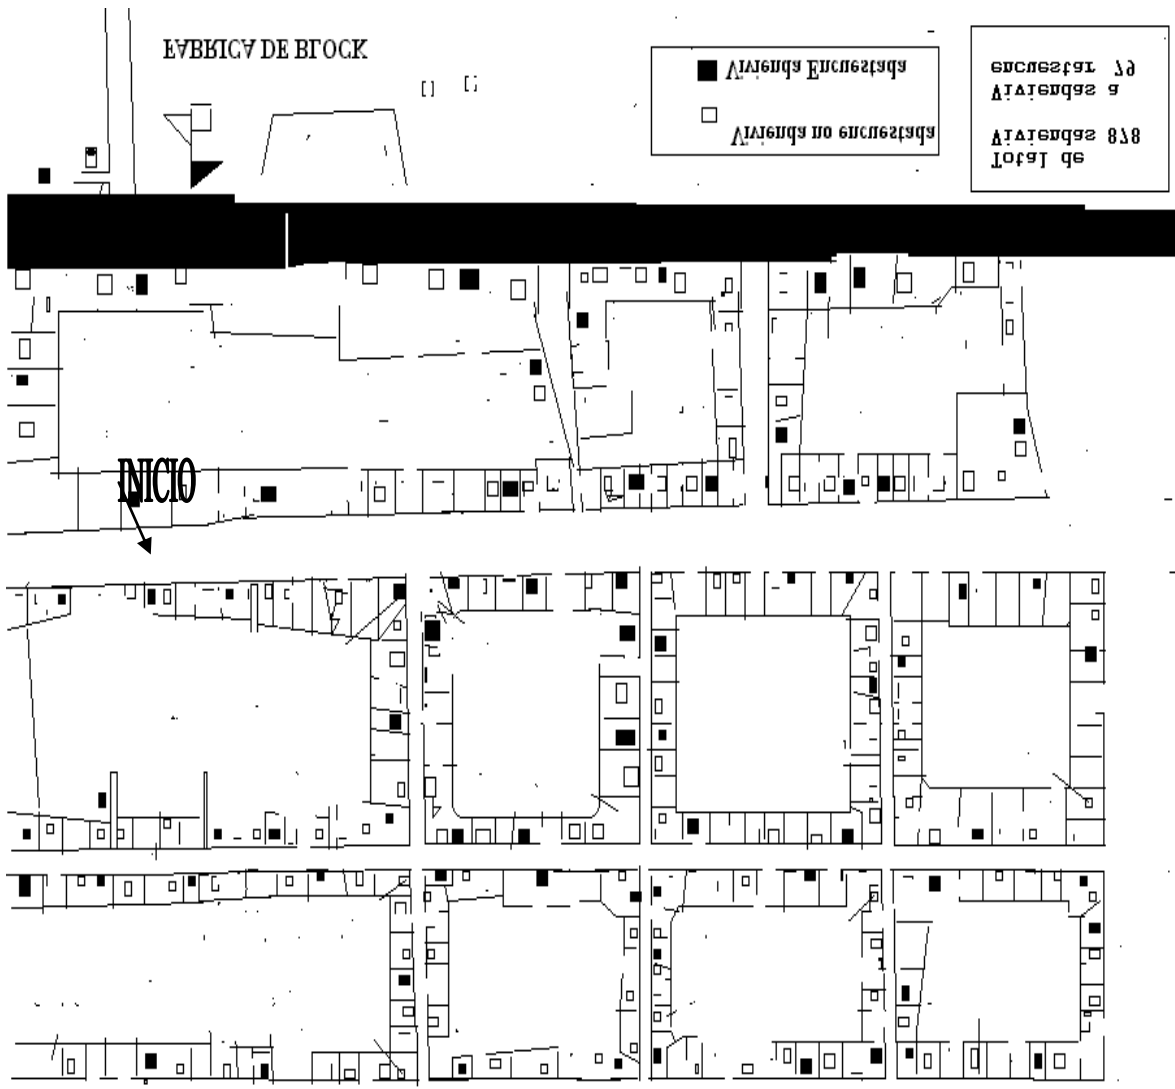 FABRICA DE BLOCK
Vivienda Encuestada
Vivienda no encuestada
Total de
Viviendas 878
Viviendas a
encuestar 79
INICIO